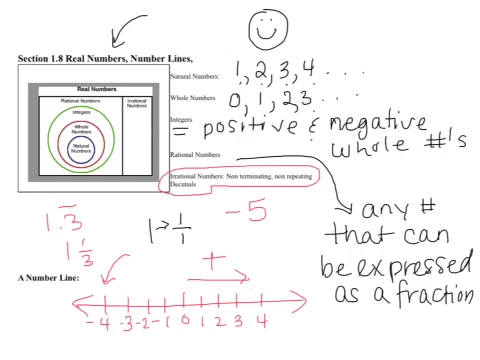 Section 1.8 Real Numbers, Number Lines,
Real Numbers
Rational Numbers
Irrational Numbers
Integers
Whole Numbers
Natural Numbers
Natural Numbers: 1, 2, 3, 4 . . .
Whole Numbers 0, 1, 2, 3 . . .
Integers
= positive & negative
whole #'s
Rational Numbers
any #
that can
be expressed
as a fraction
Irrational Numbers: Non terminating, non repeating
Decimals
1.3̅
1 1/3
1 → 1/1
-5
+
A Number Line:
-4 -3 -2 -1 0 1 2 3 4